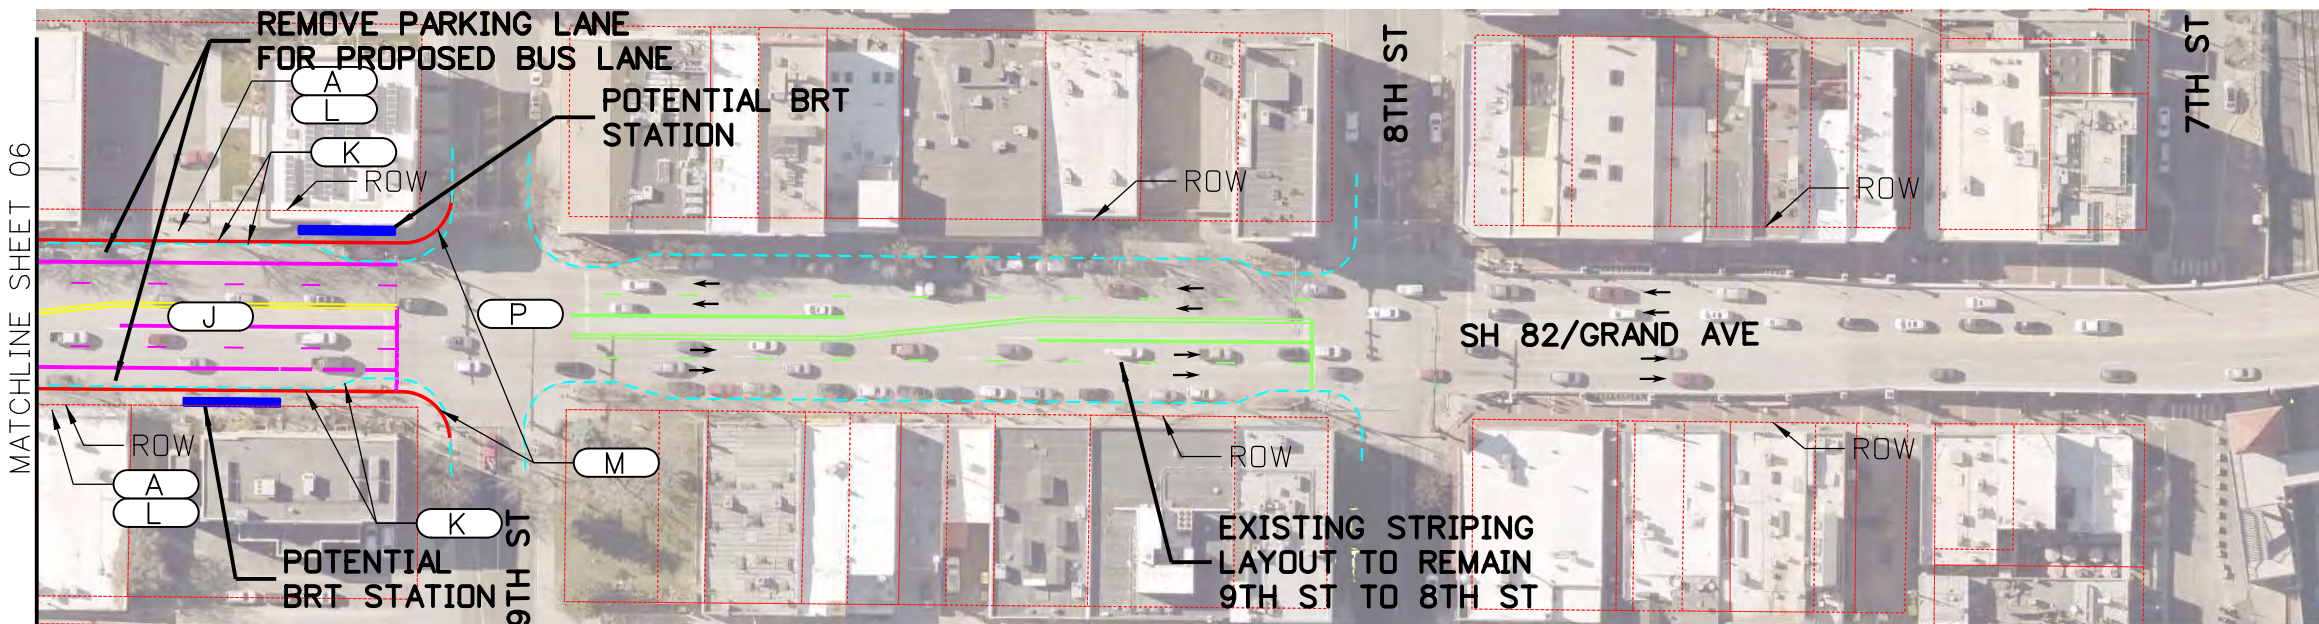 REMOVE PARKING LANE
FOR PROPOSED BUS LANE
A
L
K
ROW
POTENTIAL BRT
STATION
ROW
8TH ST
ROW
7TH ST
MATCHLINE SHEET 06
J
P
SH 82/GRAND AVE
ROW
A
L
M
K
ROW
ROW
POTENTIAL
BRT STATION
9TH ST
EXISTING STRIPING
LAYOUT TO REMAIN
9TH ST TO 8TH ST